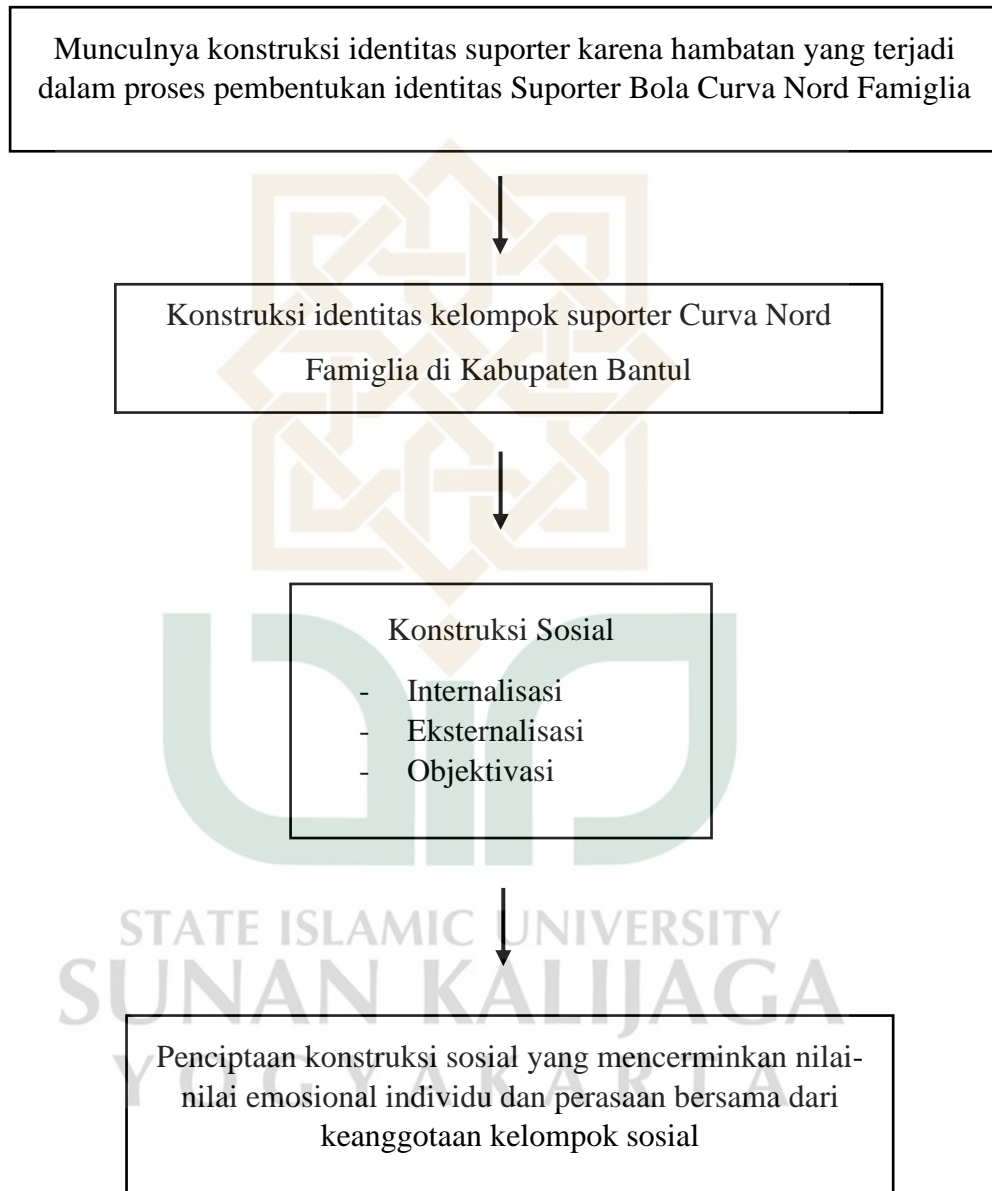 Munculnya konstruksi identitas suporter karena hambatan yang terjadi
dalam proses pembentukan identitas Suporter Bola Curva Nord Famiglia
Konstruksi identitas kelompok suporter Curva Nord
Famiglia di Kabupaten Bantul
Konstruksi Sosial
- Internalisasi
- Eksternalisasi
- Objektivasi
STATE ISLAMIC UNIVERSITY
SUNAN KALIJAGA
YOGYAKARTA
Penciptaan konstruksi sosial yang mencerminkan nilai-
nilai emosional individu dan perasaan bersama dari
keanggotaan kelompok sosial